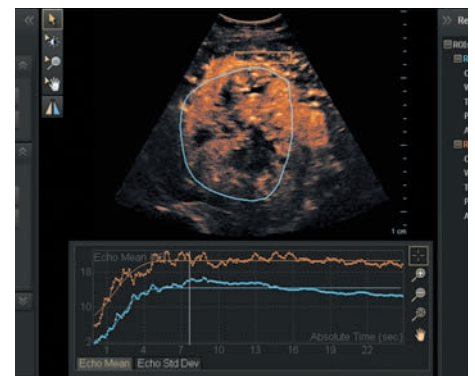 Re
ROI
1 cm
Echo Mean
18
10
2
1 4 7 10 13 16 19 22
Absolute Time [sec]
Echo Mean Echo Std Dev